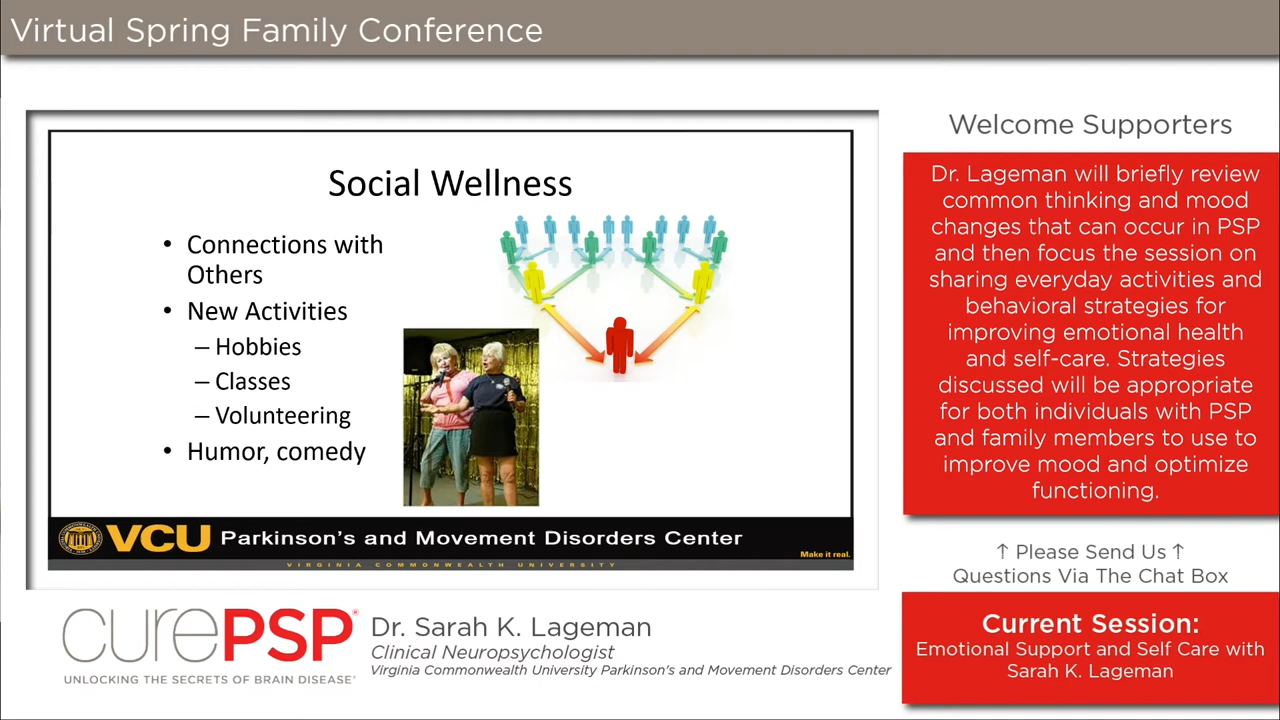 Virtual Spring Family Conference
Social Wellness
• Connections with
Others
• New Activities
– Hobbies
– Classes
– Volunteering
• Humor, comedy
VCU Parkinson's and Movement Disorders Center
Make it real.
VIRGINIA COMMONWEALTH UNIVERSITY
curePSP®
UNLOCKING THE SECRETS OF BRAIN DISEASE®
Dr. Sarah K. Lageman
Clinical Neuropsychologist
Virginia Commonwealth University Parkinson's and Movement Disorders Center
Welcome Supporters
Dr. Lageman will briefly review
common thinking and mood
changes that can occur in PSP
and then focus the session on
sharing everyday activities and
behavioral strategies for
improving emotional health
and self-care. Strategies
discussed will be appropriate
for both individuals with PSP
and family members to use to
improve mood and optimize
functioning.
↑ Please Send Us ↑
Questions Via The Chat Box
Current Session:
Emotional Support and Self Care with
Sarah K. Lageman